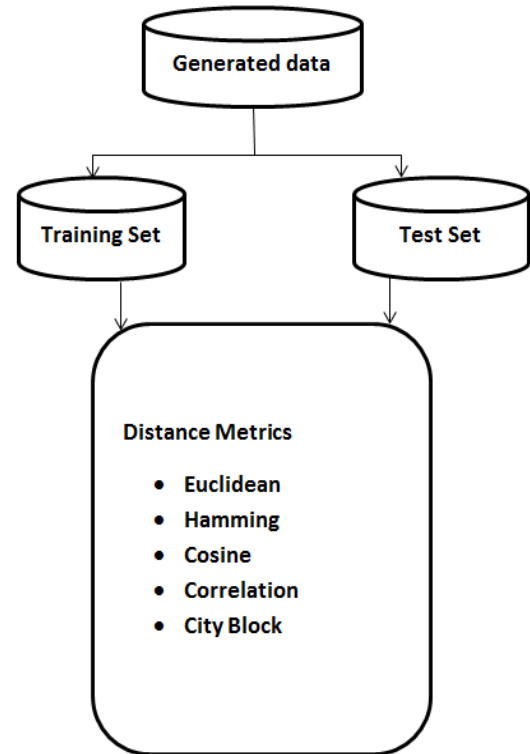 Generated data
Training Set
Test Set
Distance Metrics
• Euclidean
• Hamming
• Cosine
• Correlation
• City Block